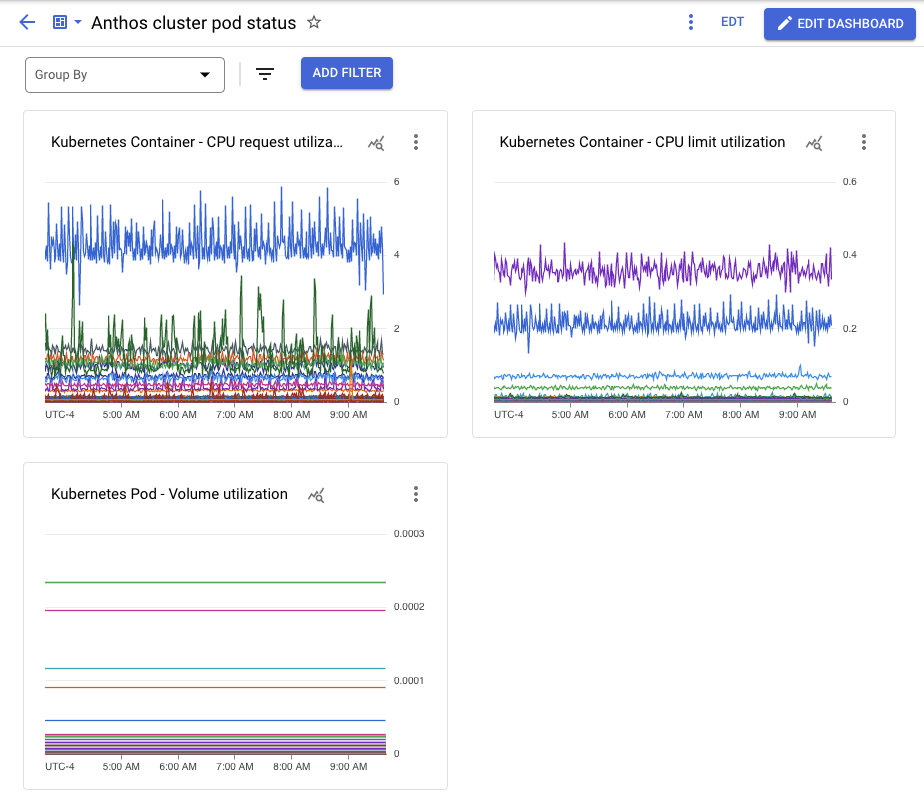 Anthos cluster pod status
EDT
EDIT DASHBOARD
Group By
ADD FILTER
Kubernetes Container - CPU request utiliza...
6
4
2
0
UTC-4 5:00 AM 6:00 AM 7:00 AM 8:00 AM 9:00 AM
Kubernetes Container - CPU limit utilization
0.6
0.4
0.2
0
UTC-4 5:00 AM 6:00 AM 7:00 AM 8:00 AM 9:00 AM
Kubernetes Pod - Volume utilization
0.0003
0.0002
0.0001
0
UTC-4 5:00 AM 6:00 AM 7:00 AM 8:00 AM 9:00 AM